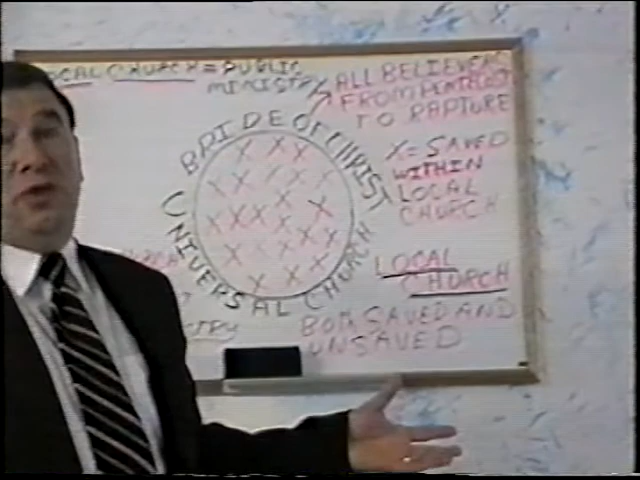 LOCAL CHURCH = PUBLIC
MINISTRY
ALL BELIEVERS
FROM PENTECOST
TO RAPTURE
BRIDE OF CHRIST
UNIVERSAL CHURCH
X = SAVED
WITHIN
LOCAL
CHURCH
LOCAL
CHURCH
BOTH SAVED AND
UNSAVED